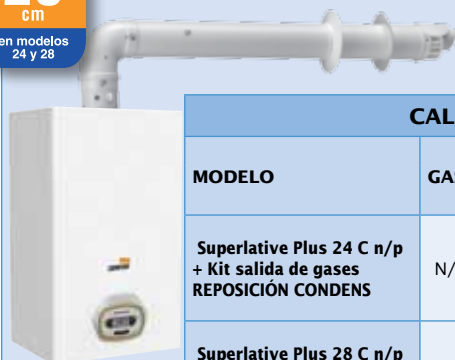 cm
en modelos
24 y 28
CAL
MODELO
GAS
Superlative Plus 24 C n/p
+ Kit salida de gases
REPOSICIÓN CONDENS
N/
Superlative Plus 28 C n/p